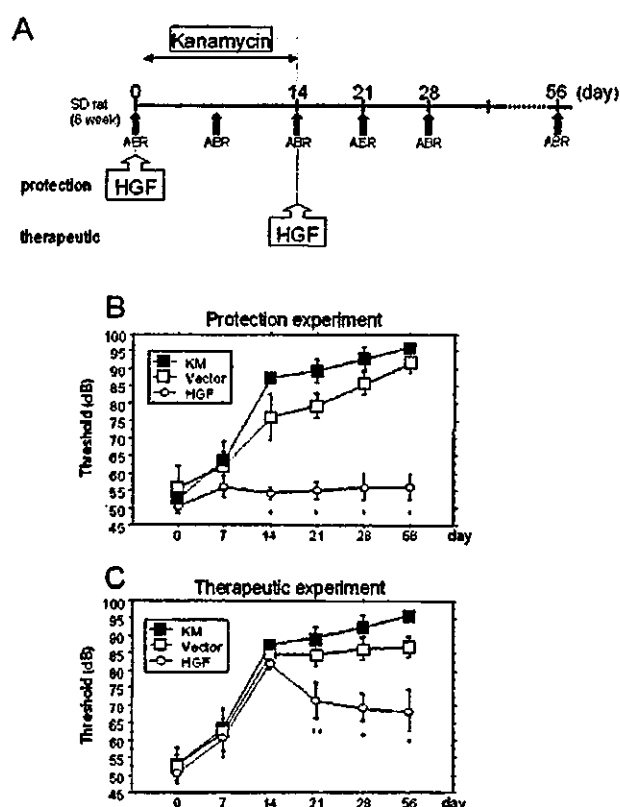 A
Kanamycin
0 14 21 28 56 (day)
SD rat
(6 week)
ABR ABR ABR ABR ABR ABR
protection HGF
therapeutic HGF
B
Protection experiment
100
95
90
85
80
75
70
65
60
55
50
45
Threshold (dB)
KM
Vector
HGF
0 7 14 21 28 56 day
C
Therapeutic experiment
100
95
90
85
80
75
70
65
60
55
50
45
Threshold (dB)
KM
Vector
HGF
0 7 14 21 28 56 day